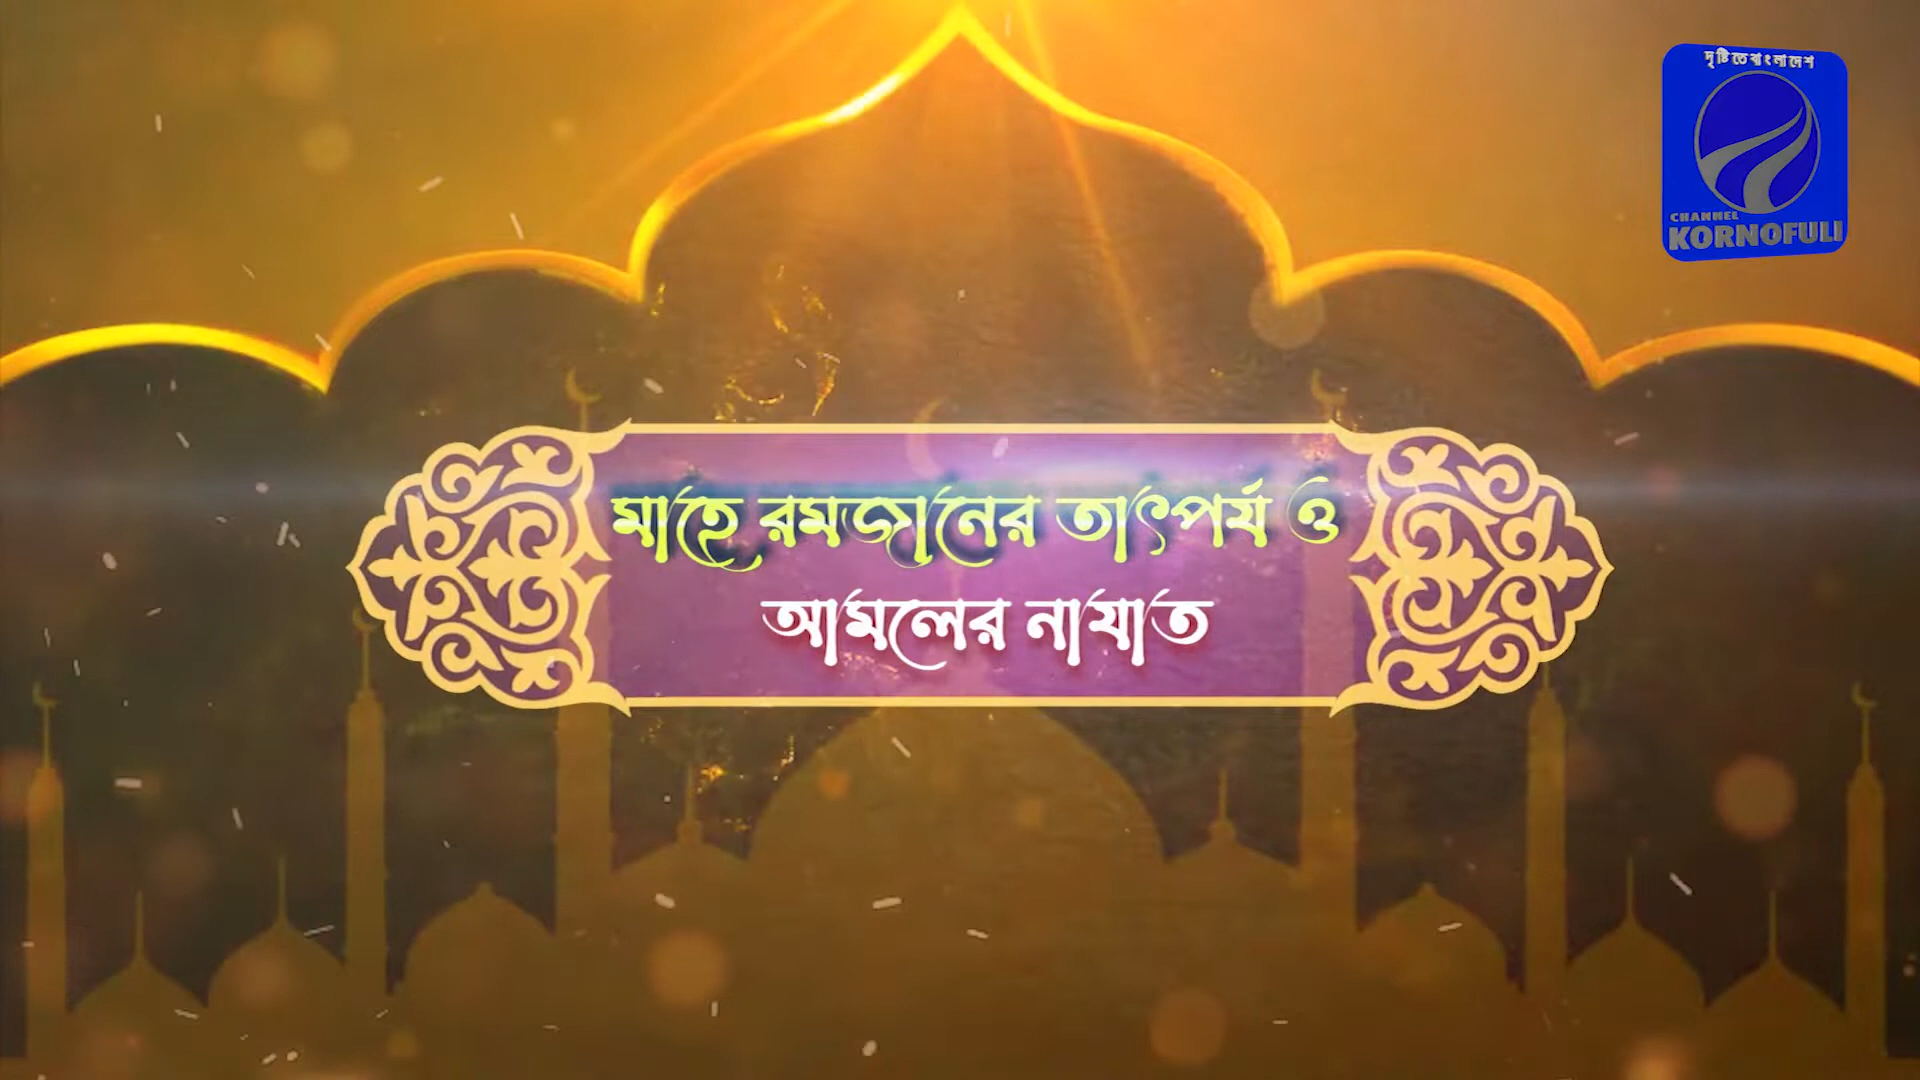 দৃষ্টিতে বাংলাদেশ
CHANNEL
KORNOFULI
মাহে রমজানের তাৎপর্য ও
আমলের নাযাত